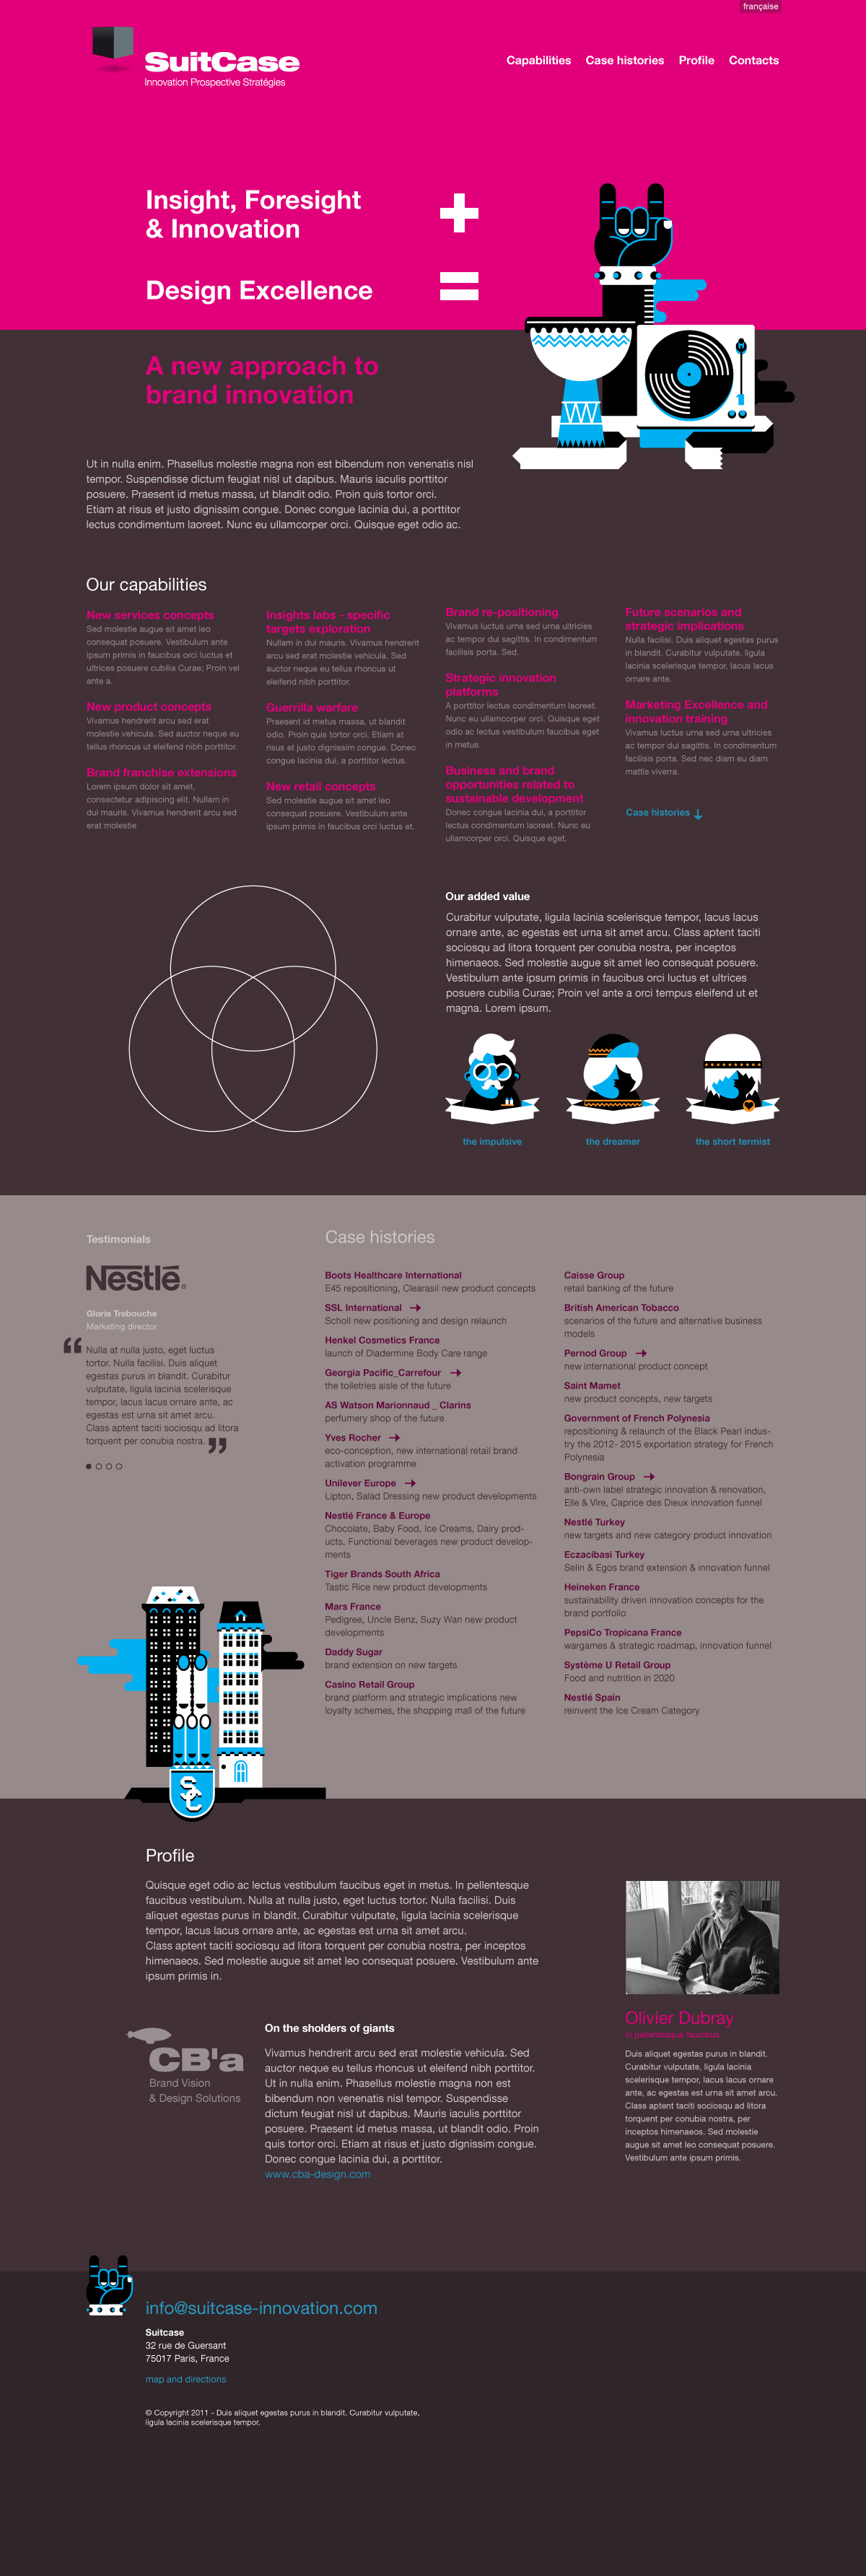 française
SuitCase
Innovation Prospective Stratégies
Capabilities Case histories Profile Contacts
Insight, Foresight
& Innovation
+
Design Excellence
=
A new approach to
brand innovation
Ut in nulla enim. Phasellus molestie magna non est bibendum non venenatis nisl
tempor. Suspendisse dictum feugiat nisl ut dapibus. Mauris iaculis porttitor
posuere. Praesent id metus massa, ut blandit odio. Proin quis tortor orci.
Etiam at risus et justo dignissim congue. Donec congue lacinia dui, a porttitor
lectus condimentum laoreet. Nunc eu ullamcorper orci. Quisque eget odio ac.
Our capabilities
New services concepts
Sed molestie augue sit amet leo
consequat posuere. Vestibulum ante
ipsum primis in faucibus orci luctus et
ultrices posuere cubilia Curae; Proin vel
ante a.
New product concepts
Vivamus hendrerit arcu sed erat
molestie vehicula. Sed auctor neque eu
tellus rhoncus ut eleifend nibh porttitor.
Brand franchise extensions
Lorem ipsum dolor sit amet,
consectetur adipiscing elit. Nullam in
dui mauris. Vivamus hendrerit arcu sed
erat molestie
Insights labs - specific
targets exploration
Nullam in dui mauris. Vivamus hendrerit
arcu sed erat molestie vehicula. Sed
auctor neque eu tellus rhoncus ut
eleifend nibh porttitor.
Guerrilla warfare
Praesent id metus massa, ut blandit
odio. Proin quis tortor orci. Etiam at
risus et justo dignissim congue. Donec
congue lacinia dui, a porttitor lectus.
New retail concepts
Sed molestie augue sit amet leo
consequat posuere. Vestibulum ante
ipsum primis in faucibus orci luctus et.
Brand re-positioning
Vivamus luctus urna sed urna ultricies
ac tempor dui sagittis. In condimentum
facilisis porta. Sed.
Strategic innovation
platforms
A porttitor lectus condimentum laoreet.
Nunc eu ullamcorper orci. Quisque eget
odio ac lectus vestibulum faucibus eget
in metus.
Business and brand
opportunities related to
sustainable development
Donec congue lacinia dui, a porttitor
lectus condimentum laoreet. Nunc eu
ullamcorper orci. Quisque eget.
Future scenarios and
strategic implications
Nulla facilisi. Duis aliquet egestas purus
in blandit. Curabitur vulputate, ligula
lacinia scelerisque tempor, lacus lacus
ornare ante.
Marketing Excellence and
innovation training
Vivamus luctus urna sed urna ultricies
ac tempor dui sagittis. In condimentum
facilisis porta. Sed nec diam eu diam
mattis viverra.
Case histories
Our added value
Curabitur vulputate, ligula lacinia scelerisque tempor, lacus lacus
ornare ante, ac egestas est urna sit amet arcu. Class aptent taciti
sociosqu ad litora torquent per conubia nostra, per inceptos
himenaeos. Sed molestie augue sit amet leo consequat posuere.
Vestibulum ante ipsum primis in faucibus orci luctus et ultrices
posuere cubilia Curae; Proin vel ante a orci tempus eleifend ut et
magna. Lorem ipsum.
the impulsive
the dreamer
the short termist
Testimonials
Nestlé®
Gloria Trebouche
Marketing director
“ Nulla at nulla justo, eget luctus
tortor. Nulla facilisi. Duis aliquet
egestas purus in blandit. Curabitur
vulputate, ligula lacinia scelerisque
tempor, lacus lacus ornare ante, ac
egestas est urna sit amet arcu.
Class aptent taciti sociosqu ad litora
torquent per conubia nostra. ”
Case histories
Boots Healthcare International
E45 repositioning, Clearasil new product concepts
SSL International
Scholl new positioning and design relaunch
Henkel Cosmetics France
launch of Diadermine Body Care range
Georgia Pacific_Carrefour
the toiletries aisle of the future
AS Watson Marionnaud _ Clarins
perfumery shop of the future
Yves Rocher
eco-conception, new international retail brand
activation programme
Unilever Europe
Lipton, Salad Dressing new product developments
Nestlé France & Europe
Chocolate, Baby Food, Ice Creams, Dairy prod-
ucts, Functional beverages new product develop-
ments
Tiger Brands South Africa
Tastic Rice new product developments
Mars France
Pedigree, Uncle Benz, Suzy Wan new product
developments
Daddy Sugar
brand extension on new targets
Casino Retail Group
brand platform and strategic implications new
loyalty schemes, the shopping mall of the future
Caisse Group
retail banking of the future
British American Tobacco
scenarios of the future and alternative business
models
Pernod Group
new international product concept
Saint Mamet
new product concepts, new targets
Government of French Polynesia
repositioning & relaunch of the Black Pearl indus-
try the 2012- 2015 exportation strategy for French
Polynesia
Bongrain Group
anti-own label strategic innovation & renovation,
Elle & Vire, Caprice des Dieux innovation funnel
Nestlé Turkey
new targets and new category product innovation
Eczacibasi Turkey
Selin & Egos brand extension & innovation funnel
Heineken France
sustainability driven innovation concepts for the
brand portfolio
PepsiCo Tropicana France
wargames & strategic roadmap, innovation funnel
Système U Retail Group
Food and nutrition in 2020
Nestlé Spain
reinvent the Ice Cream Category
SC
Profile
Quisque eget odio ac lectus vestibulum faucibus eget in metus. In pellentesque
faucibus vestibulum. Nulla at nulla justo, eget luctus tortor. Nulla facilisi. Duis
aliquet egestas purus in blandit. Curabitur vulputate, ligula lacinia scelerisque
tempor, lacus lacus ornare ante, ac egestas est urna sit amet arcu.
Class aptent taciti sociosqu ad litora torquent per conubia nostra, per inceptos
himenaeos. Sed molestie augue sit amet leo consequat posuere. Vestibulum ante
ipsum primis in.
CB'a
Brand Vision
& Design Solutions
On the sholders of giants
Vivamus hendrerit arcu sed erat molestie vehicula. Sed
auctor neque eu tellus rhoncus ut eleifend nibh porttitor.
Ut in nulla enim. Phasellus molestie magna non est
bibendum non venenatis nisl tempor. Suspendisse
dictum feugiat nisl ut dapibus. Mauris iaculis porttitor
posuere. Praesent id metus massa, ut blandit odio. Proin
quis tortor orci. Etiam at risus et justo dignissim congue.
Donec congue lacinia dui, a porttitor.
www.cba-design.com
Olivier Dubray
In pellentesque faucibus
Duis aliquet egestas purus in blandit.
Curabitur vulputate, ligula lacinia
scelerisque tempor, lacus lacus ornare
ante, ac egestas est urna sit amet arcu.
Class aptent taciti sociosqu ad litora
torquent per conubia nostra, per
inceptos himenaeos. Sed molestie
augue sit amet leo consequat posuere.
Vestibulum ante ipsum primis.
info@suitcase-innovation.com
Suitcase
32 rue de Guersant
75017 Paris, France
map and directions
© Copyright 2011 - Duis aliquet egestas purus in blandit. Curabitur vulputate,
ligula lacinia scelerisque tempor.